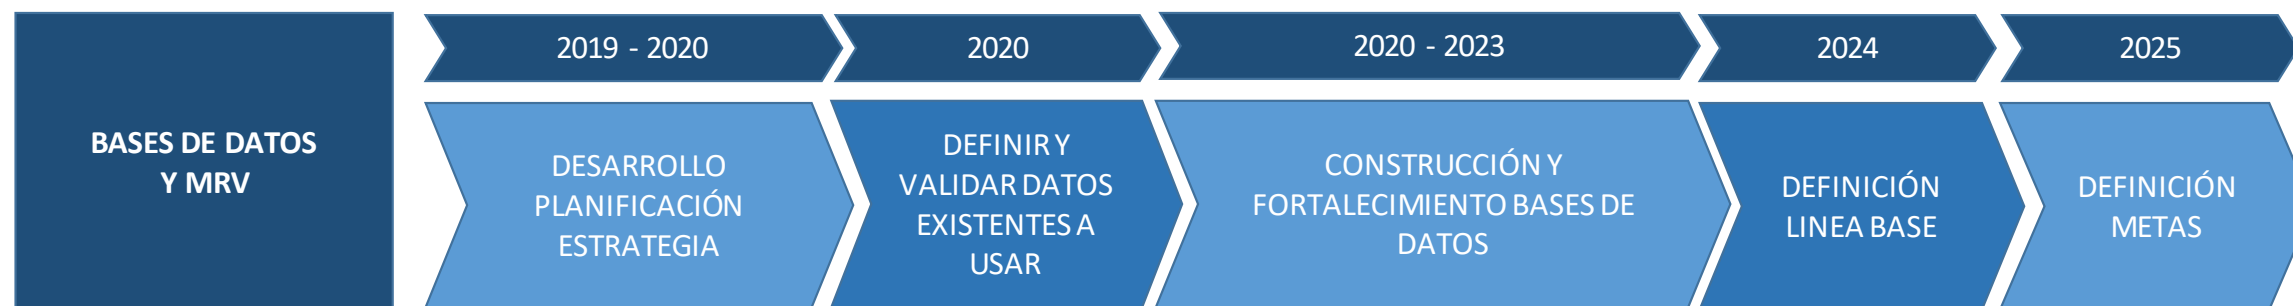 BASES DE DATOS
Y MRV
2019 - 2020
2020
2020 - 2023
2024
2025
DESARROLLO
PLANIFICACIÓN
ESTRATEGIA
DEFINIR Y
VALIDAR DATOS
EXISTENTES A
USAR
CONSTRUCCIÓN Y
FORTALECIMIENTO BASES DE
DATOS
DEFINICIÓN
LINEA BASE
DEFINICIÓN
METAS